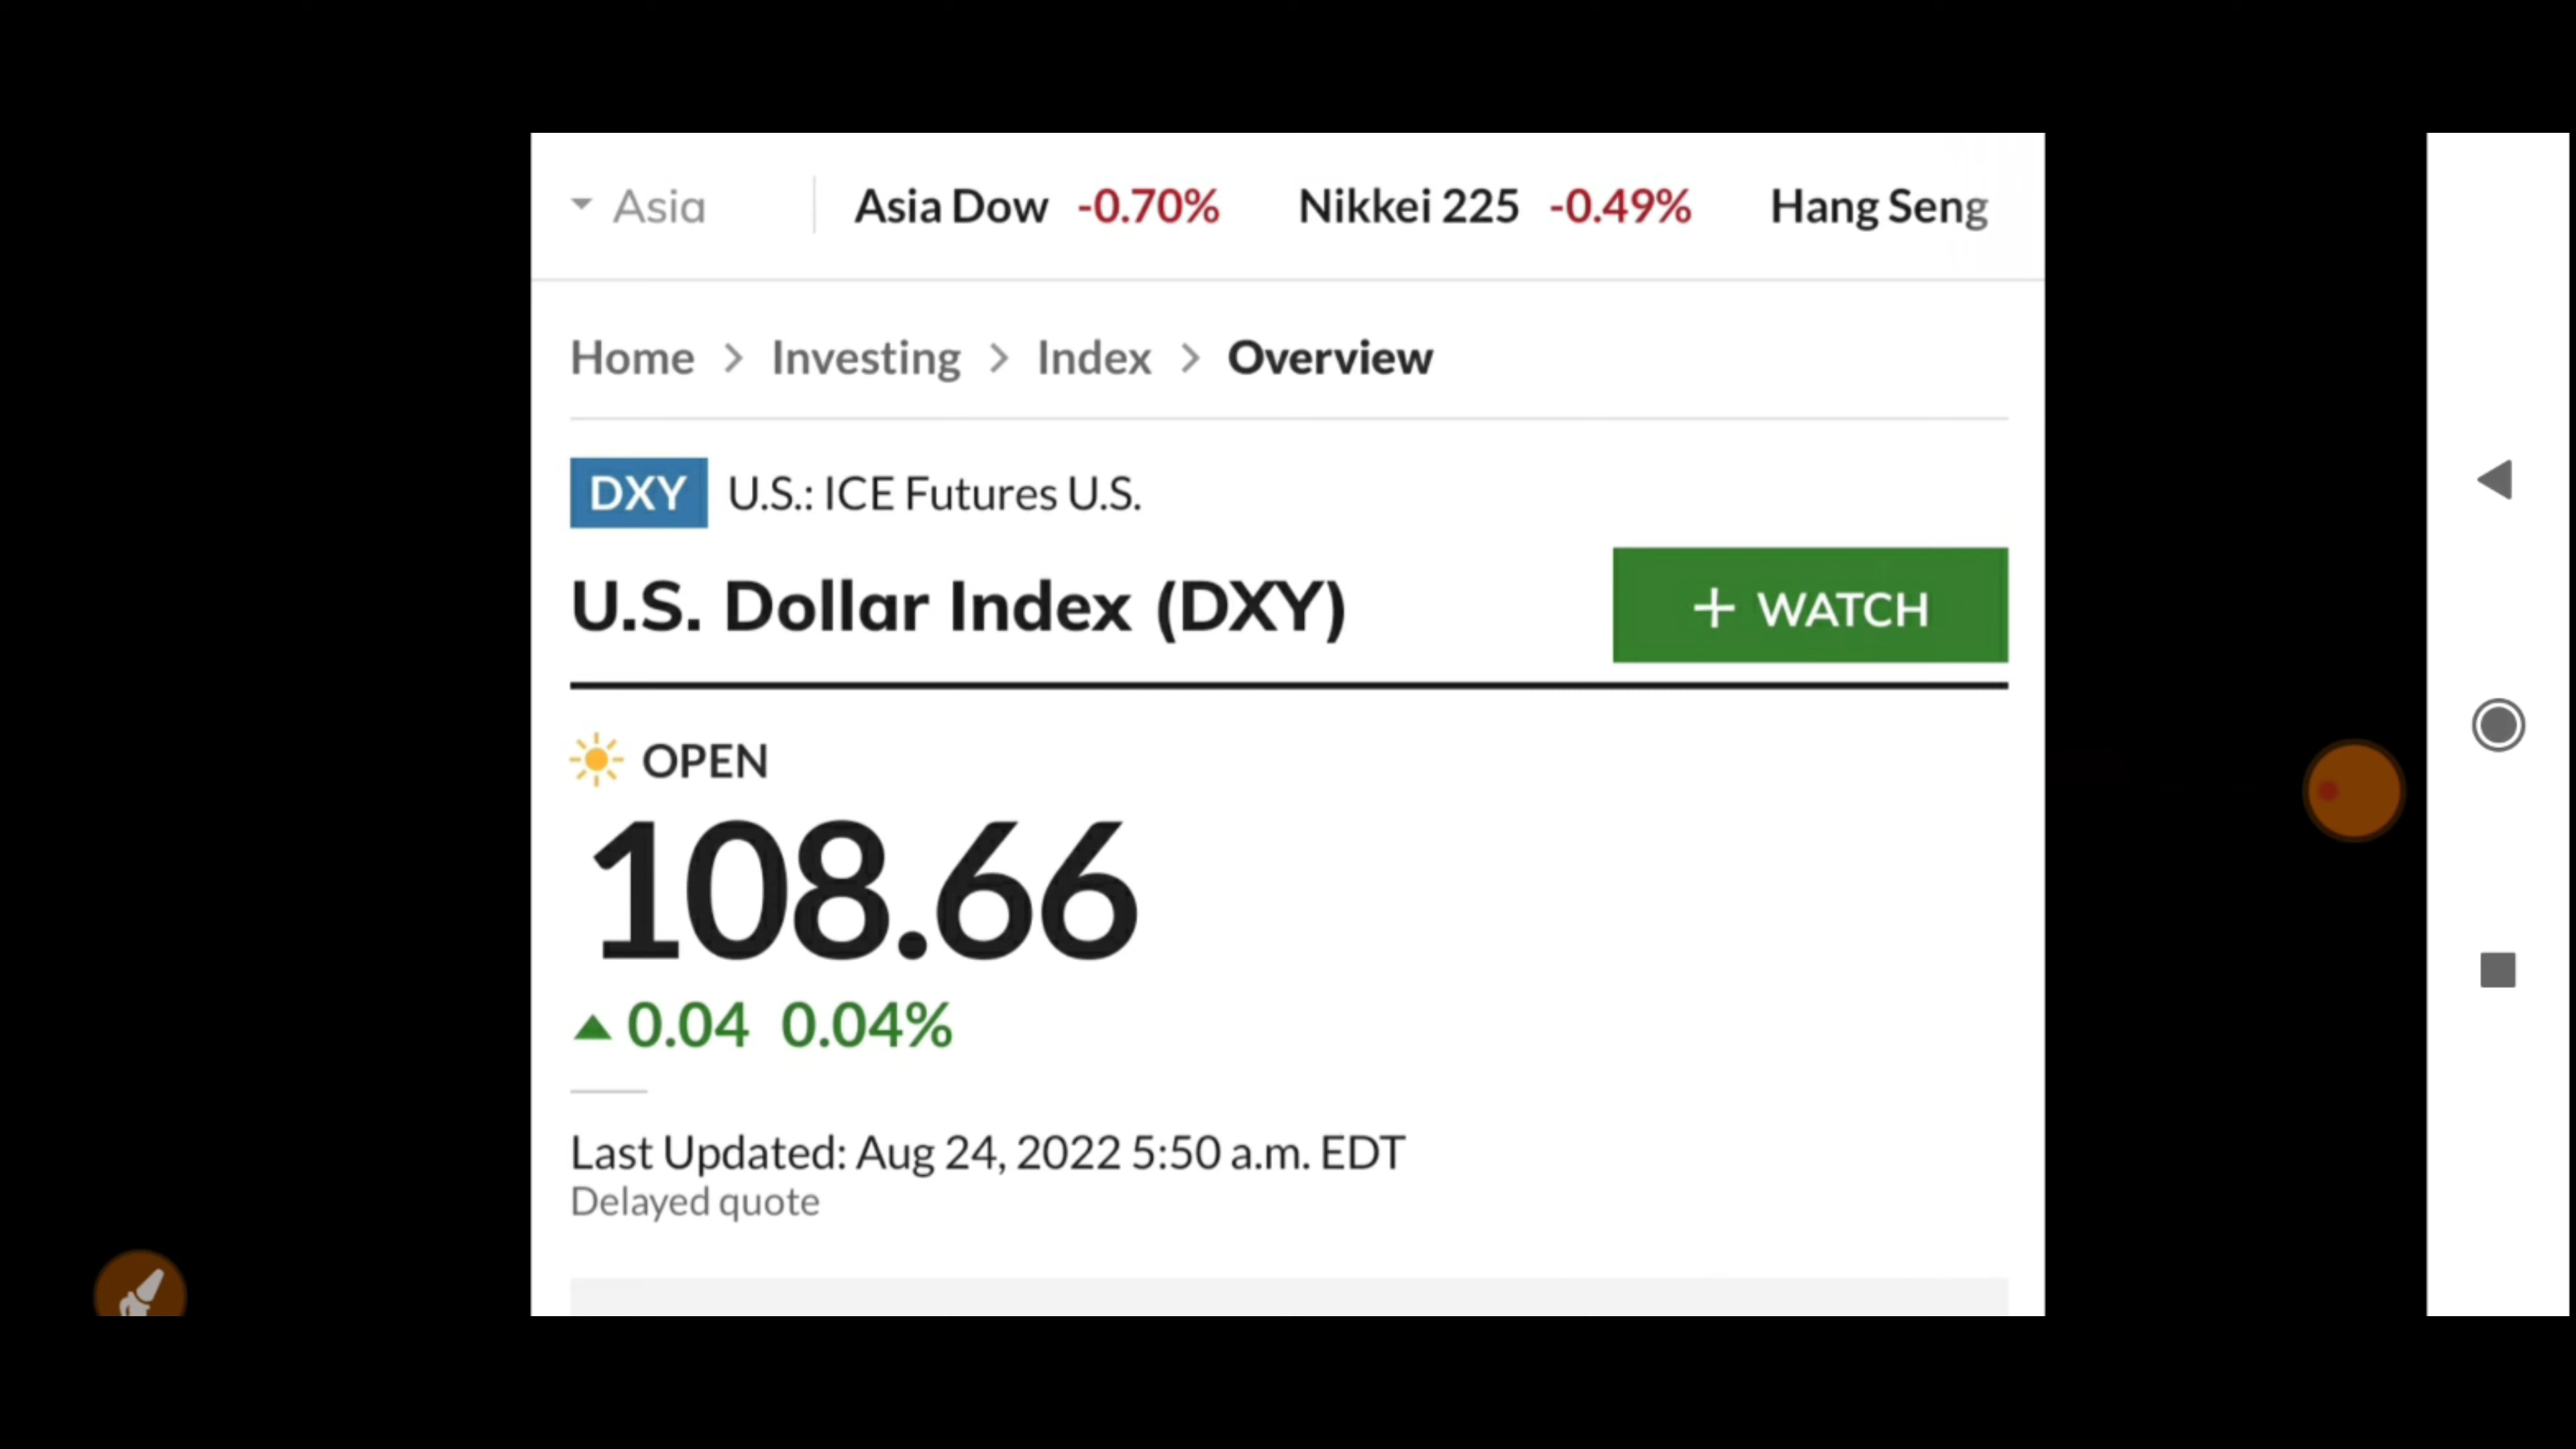 Asia Asia Dow -0.70% Nikkei 225 -0.49% Hang Seng
Home > Investing > Index > Overview
DXY U.S.: ICE Futures U.S.
U.S. Dollar Index (DXY)
+ WATCH
OPEN
108.66
0.04 0.04%
Last Updated: Aug 24, 2022 5:50 a.m. EDT
Delayed quote